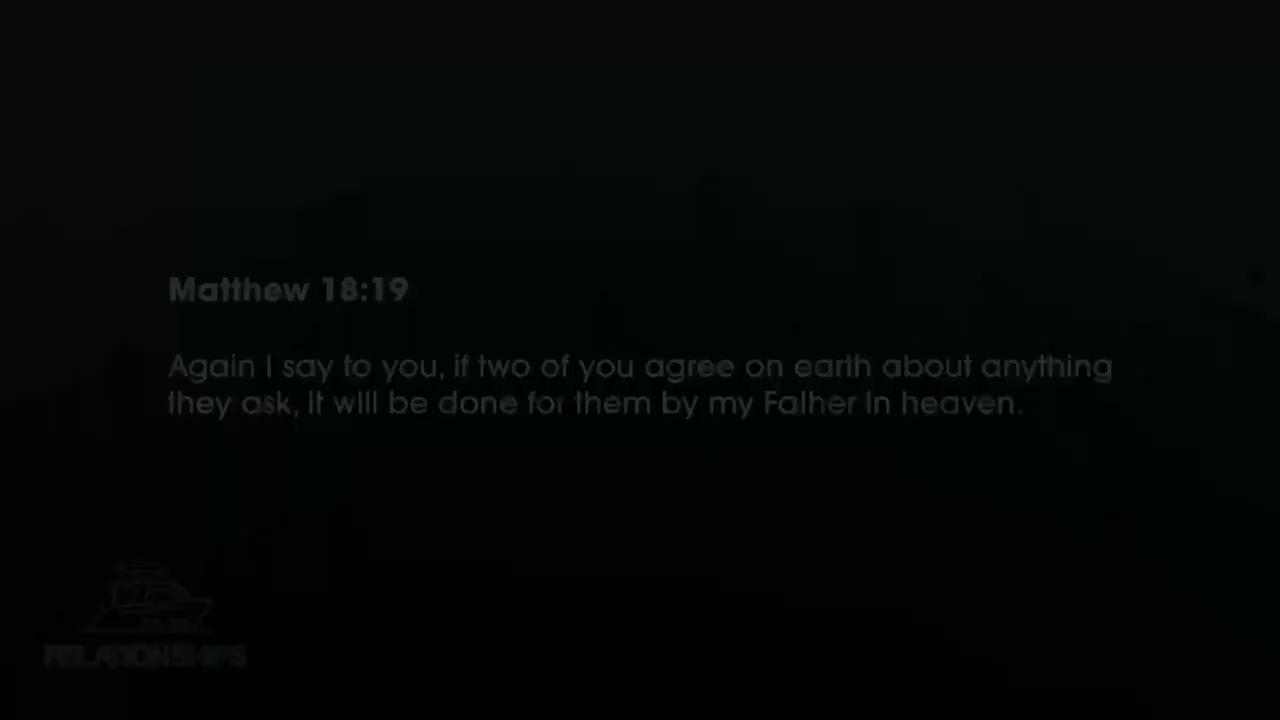 Matthew 18:19
Again I say to you, if two of you agree on earth about anything
they ask, it will be done for them by my Father in heaven.
RELATIONSHIPS